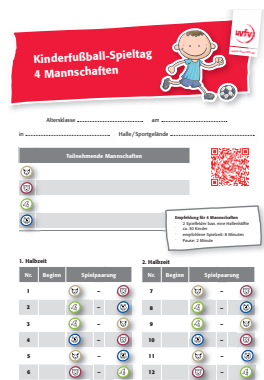 Kinderfußball-Spieltag
4 Mannschaften
wfv
Altersklasse am
in Halle/Sportgelände
Teilnehmende Mannschaften
Empfehlung für 4 Mannschaften
- 2 Spielfelder bzw. eine Hallenhälfte
- ca. 30 Kinder
- empfohlene Spielzeit: 8 Minuten
- Pause: 2 Minute
1. Halbzeit 2. Halbzeit
Nr. Beginn Spielpaarung Nr. Beginn Spielpaarung
1 – 7 –
2 – 8 –
3 – 9 –
4 – 10 –
5 – 11 –
6 – 12 –